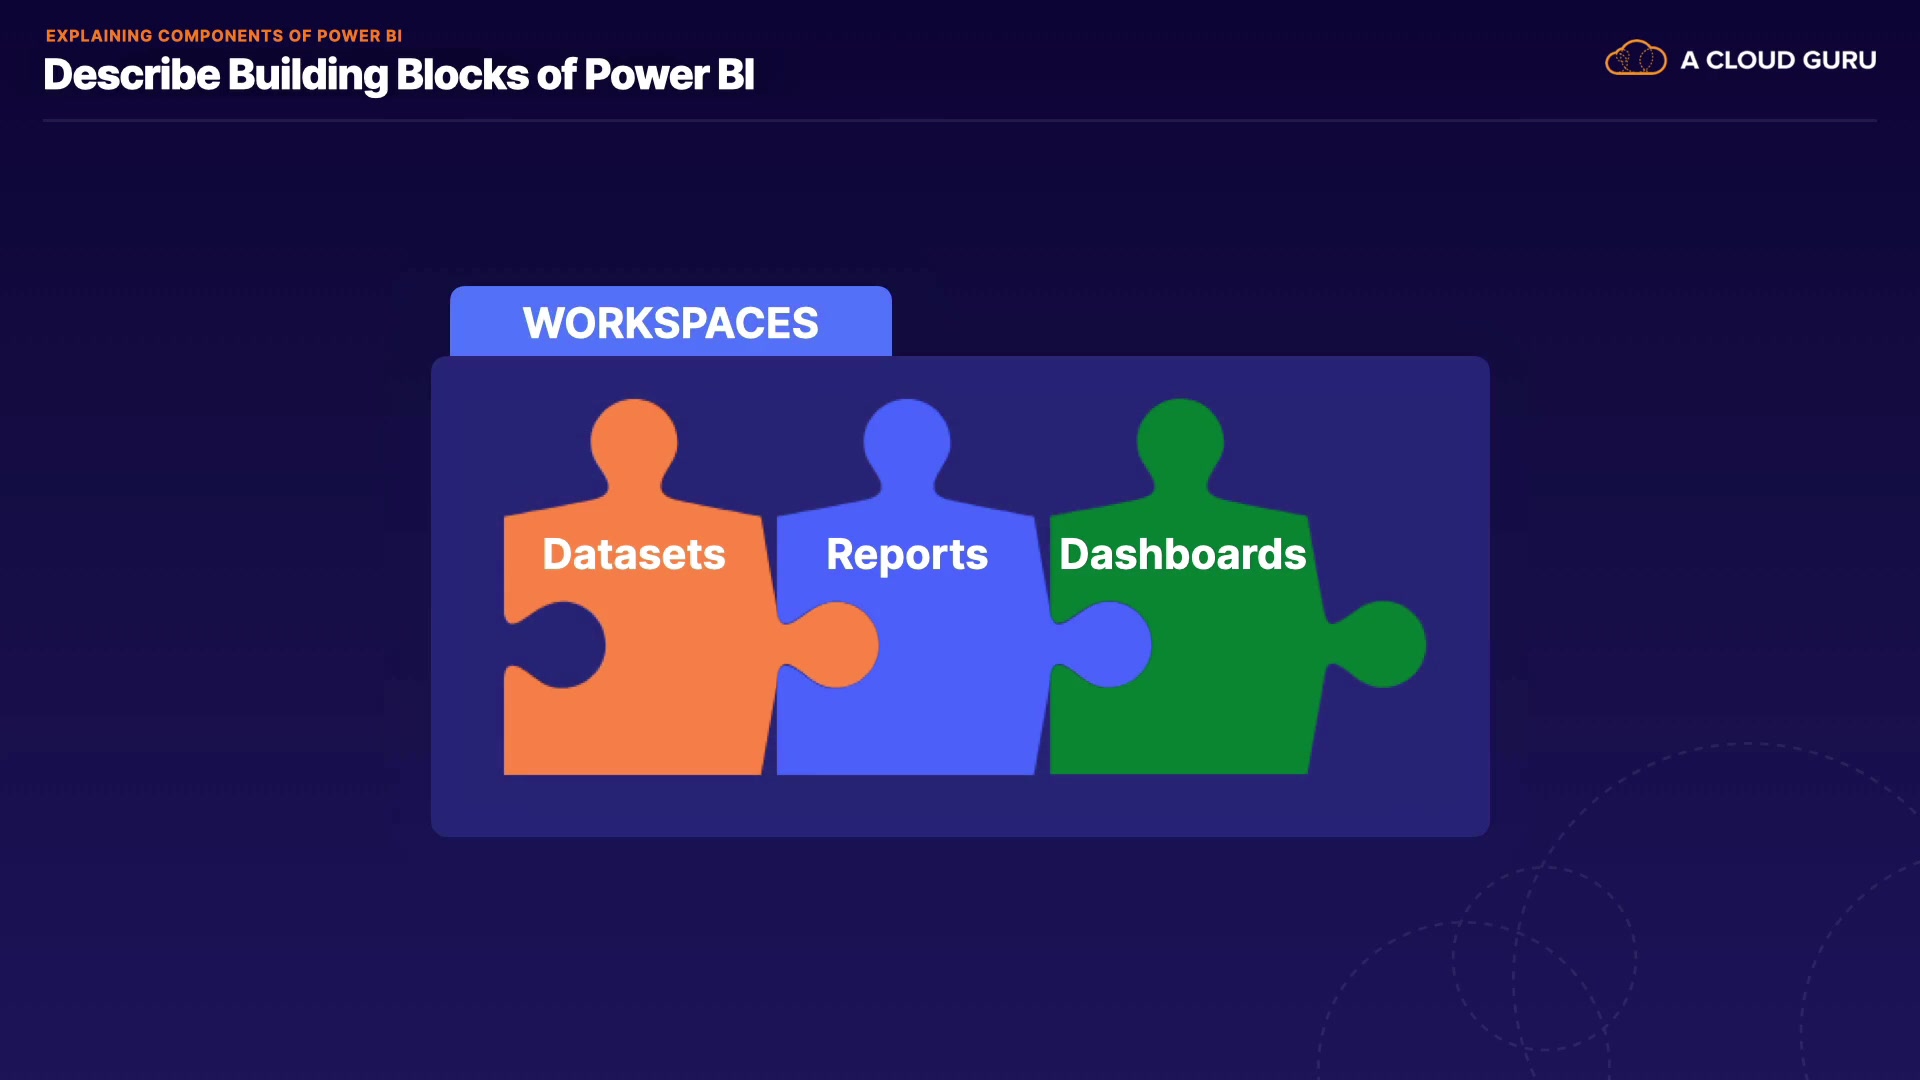 EXPLAINING COMPONENTS OF POWER BI
Describe Building Blocks of Power BI
A CLOUD GURU
WORKSPACES
Datasets
Reports
Dashboards